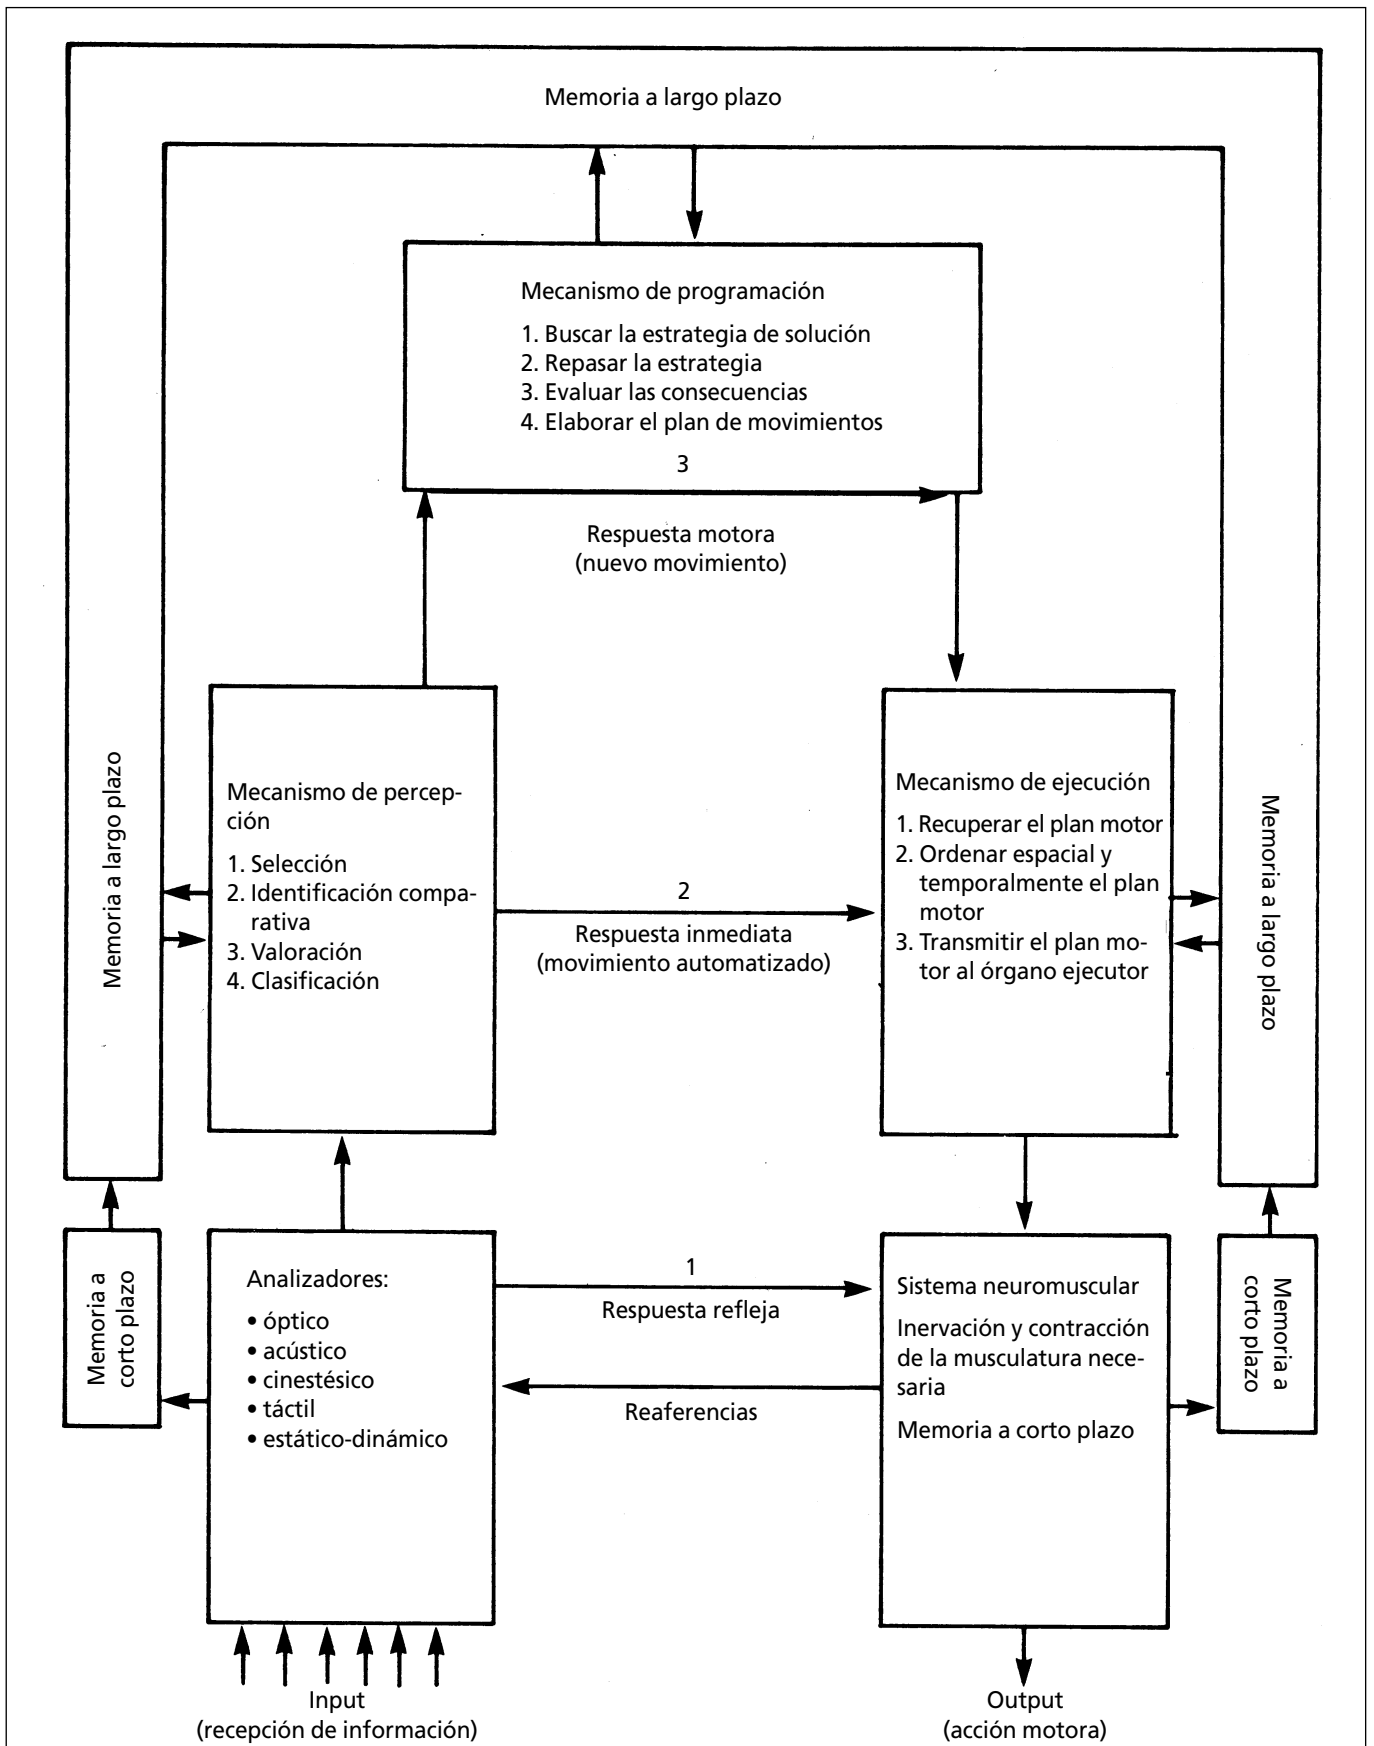 Memoria a largo plazo
Mecanismo de programación
1. Buscar la estrategia de solución
2. Repasar la estrategia
3. Evaluar las consecuencias
4. Elaborar el plan de movimientos
3
Respuesta motora
(nuevo movimiento)
Memoria a largo plazo
Mecanismo de percep-
ción
1. Selección
2. Identificación compa-
rativa
3. Valoración
4. Clasificación
2
Respuesta inmediata
(movimiento automatizado)
Mecanismo de ejecución
1. Recuperar el plan motor
2. Ordenar espacial y
temporalmente el plan
motor
3. Transmitir el plan mo-
tor al órgano ejecutor
Memoria a largo plazo
Memoria a
corto plazo
Analizadores:
• óptico
• acústico
• cinestésico
• táctil
• estático-dinámico
1
Respuesta refleja
Reaferencias
Sistema neuromuscular
Inervación y contracción
de la musculatura nece-
saria
Memoria a corto plazo
Memoria a
corto plazo
Input
(recepción de información)
Output
(acción motora)